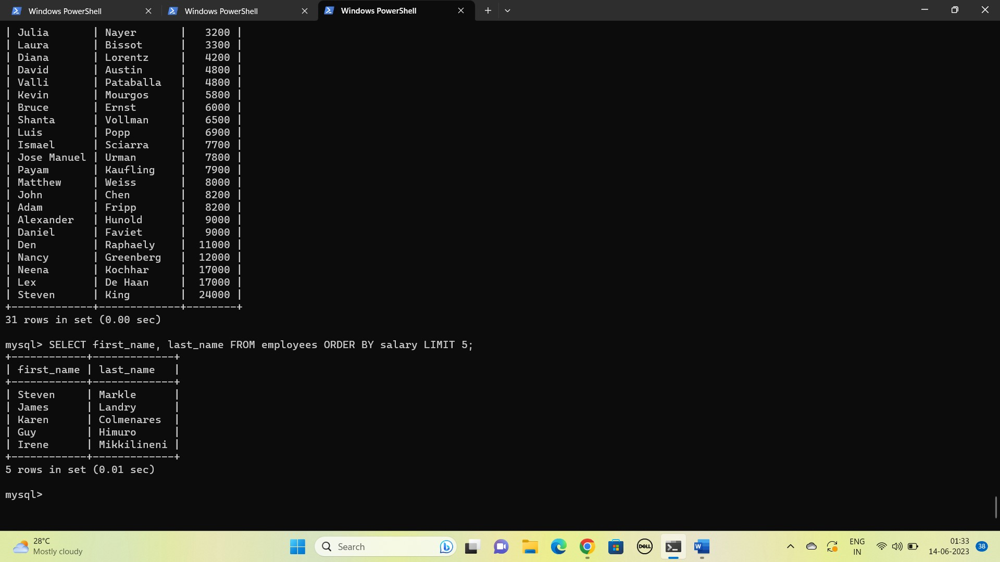 Windows PowerShell
Windows PowerShell
Windows PowerShell
| Julia       | Nayer       |   3200 |
| Laura       | Bissot      |   3300 |
| Diana       | Lorentz     |   4200 |
| David       | Austin      |   4800 |
| Valli       | Pataballa   |   4800 |
| Kevin       | Mourgos     |   5800 |
| Bruce       | Ernst       |   6000 |
| Shanta      | Vollman     |   6500 |
| Luis        | Popp        |   6900 |
| Ismael      | Sciarra     |   7700 |
| Jose Manuel | Urman       |   7800 |
| Payam       | Kaufling    |   7900 |
| Matthew     | Weiss       |   8000 |
| John        | Chen        |   8200 |
| Adam        | Fripp       |   8200 |
| Alexander   | Hunold      |   9000 |
| Daniel      | Faviet      |   9000 |
| Den         | Raphaely    |  11000 |
| Nancy       | Greenberg   |  12000 |
| Neena       | Kochhar     |  17000 |
| Lex         | De Haan     |  17000 |
| Steven      | King        |  24000 |
+-------------+-------------+--------+
31 rows in set (0.00 sec)
mysql> SELECT first_name, last_name FROM employees ORDER BY salary LIMIT 5;
+------------+-------------+
| first_name | last_name   |
+------------+-------------+
| Steven     | Markle      |
| James      | Landry      |
| Karen      | Colmenares  |
| Guy        | Himuro      |
| Irene      | Mikkilineni |
+------------+-------------+
5 rows in set (0.01 sec)
mysql>
28°C
Mostly cloudy
Search
DELL
W
ENG
IN
01:33
14-06-2023
38